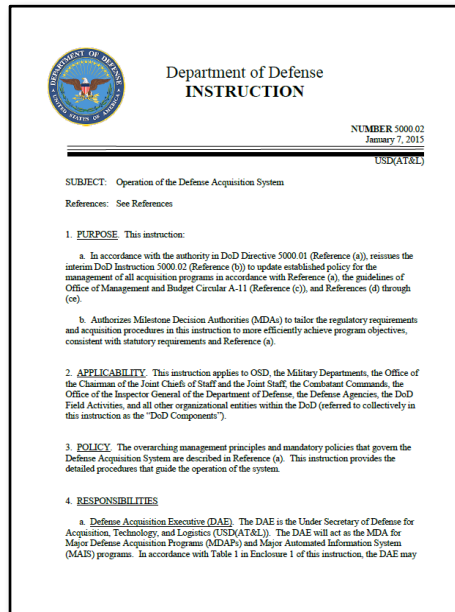 DEPARTMENT OF DEFENSE
UNITED STATES OF AMERICA
Department of Defense
INSTRUCTION
NUMBER 5000.02
January 7, 2015
USD(AT&L)
SUBJECT: Operation of the Defense Acquisition System
References: See References
1. PURPOSE. This instruction:
a. In accordance with the authority in DoD Directive 5000.01 (Reference (a)), reissues the
interim DoD Instruction 5000.02 (Reference (b)) to update established policy for the
management of all acquisition programs in accordance with Reference (a), the guidelines of
Office of Management and Budget Circular A-11 (Reference (c)), and References (d) through
(ce).
b. Authorizes Milestone Decision Authorities (MDAs) to tailor the regulatory requirements
and acquisition procedures in this instruction to more efficiently achieve program objectives,
consistent with statutory requirements and Reference (a).
2. APPLICABILITY. This instruction applies to OSD, the Military Departments, the Office of
the Chairman of the Joint Chiefs of Staff and the Joint Staff, the Combatant Commands, the
Office of the Inspector General of the Department of Defense, the Defense Agencies, the DoD
Field Activities, and all other organizational entities within the DoD (referred to collectively in
this instruction as the “DoD Components”).
3. POLICY. The overarching management principles and mandatory policies that govern the
Defense Acquisition System are described in Reference (a). This instruction provides the
detailed procedures that guide the operation of the system.
4. RESPONSIBILITIES
a. Defense Acquisition Executive (DAE). The DAE is the Under Secretary of Defense for
Acquisition, Technology, and Logistics (USD(AT&L)). The DAE will act as the MDA for
Major Defense Acquisition Programs (MDAPs) and Major Automated Information System
(MAIS) programs. In accordance with Table 1 in Enclosure 1 of this instruction, the DAE may